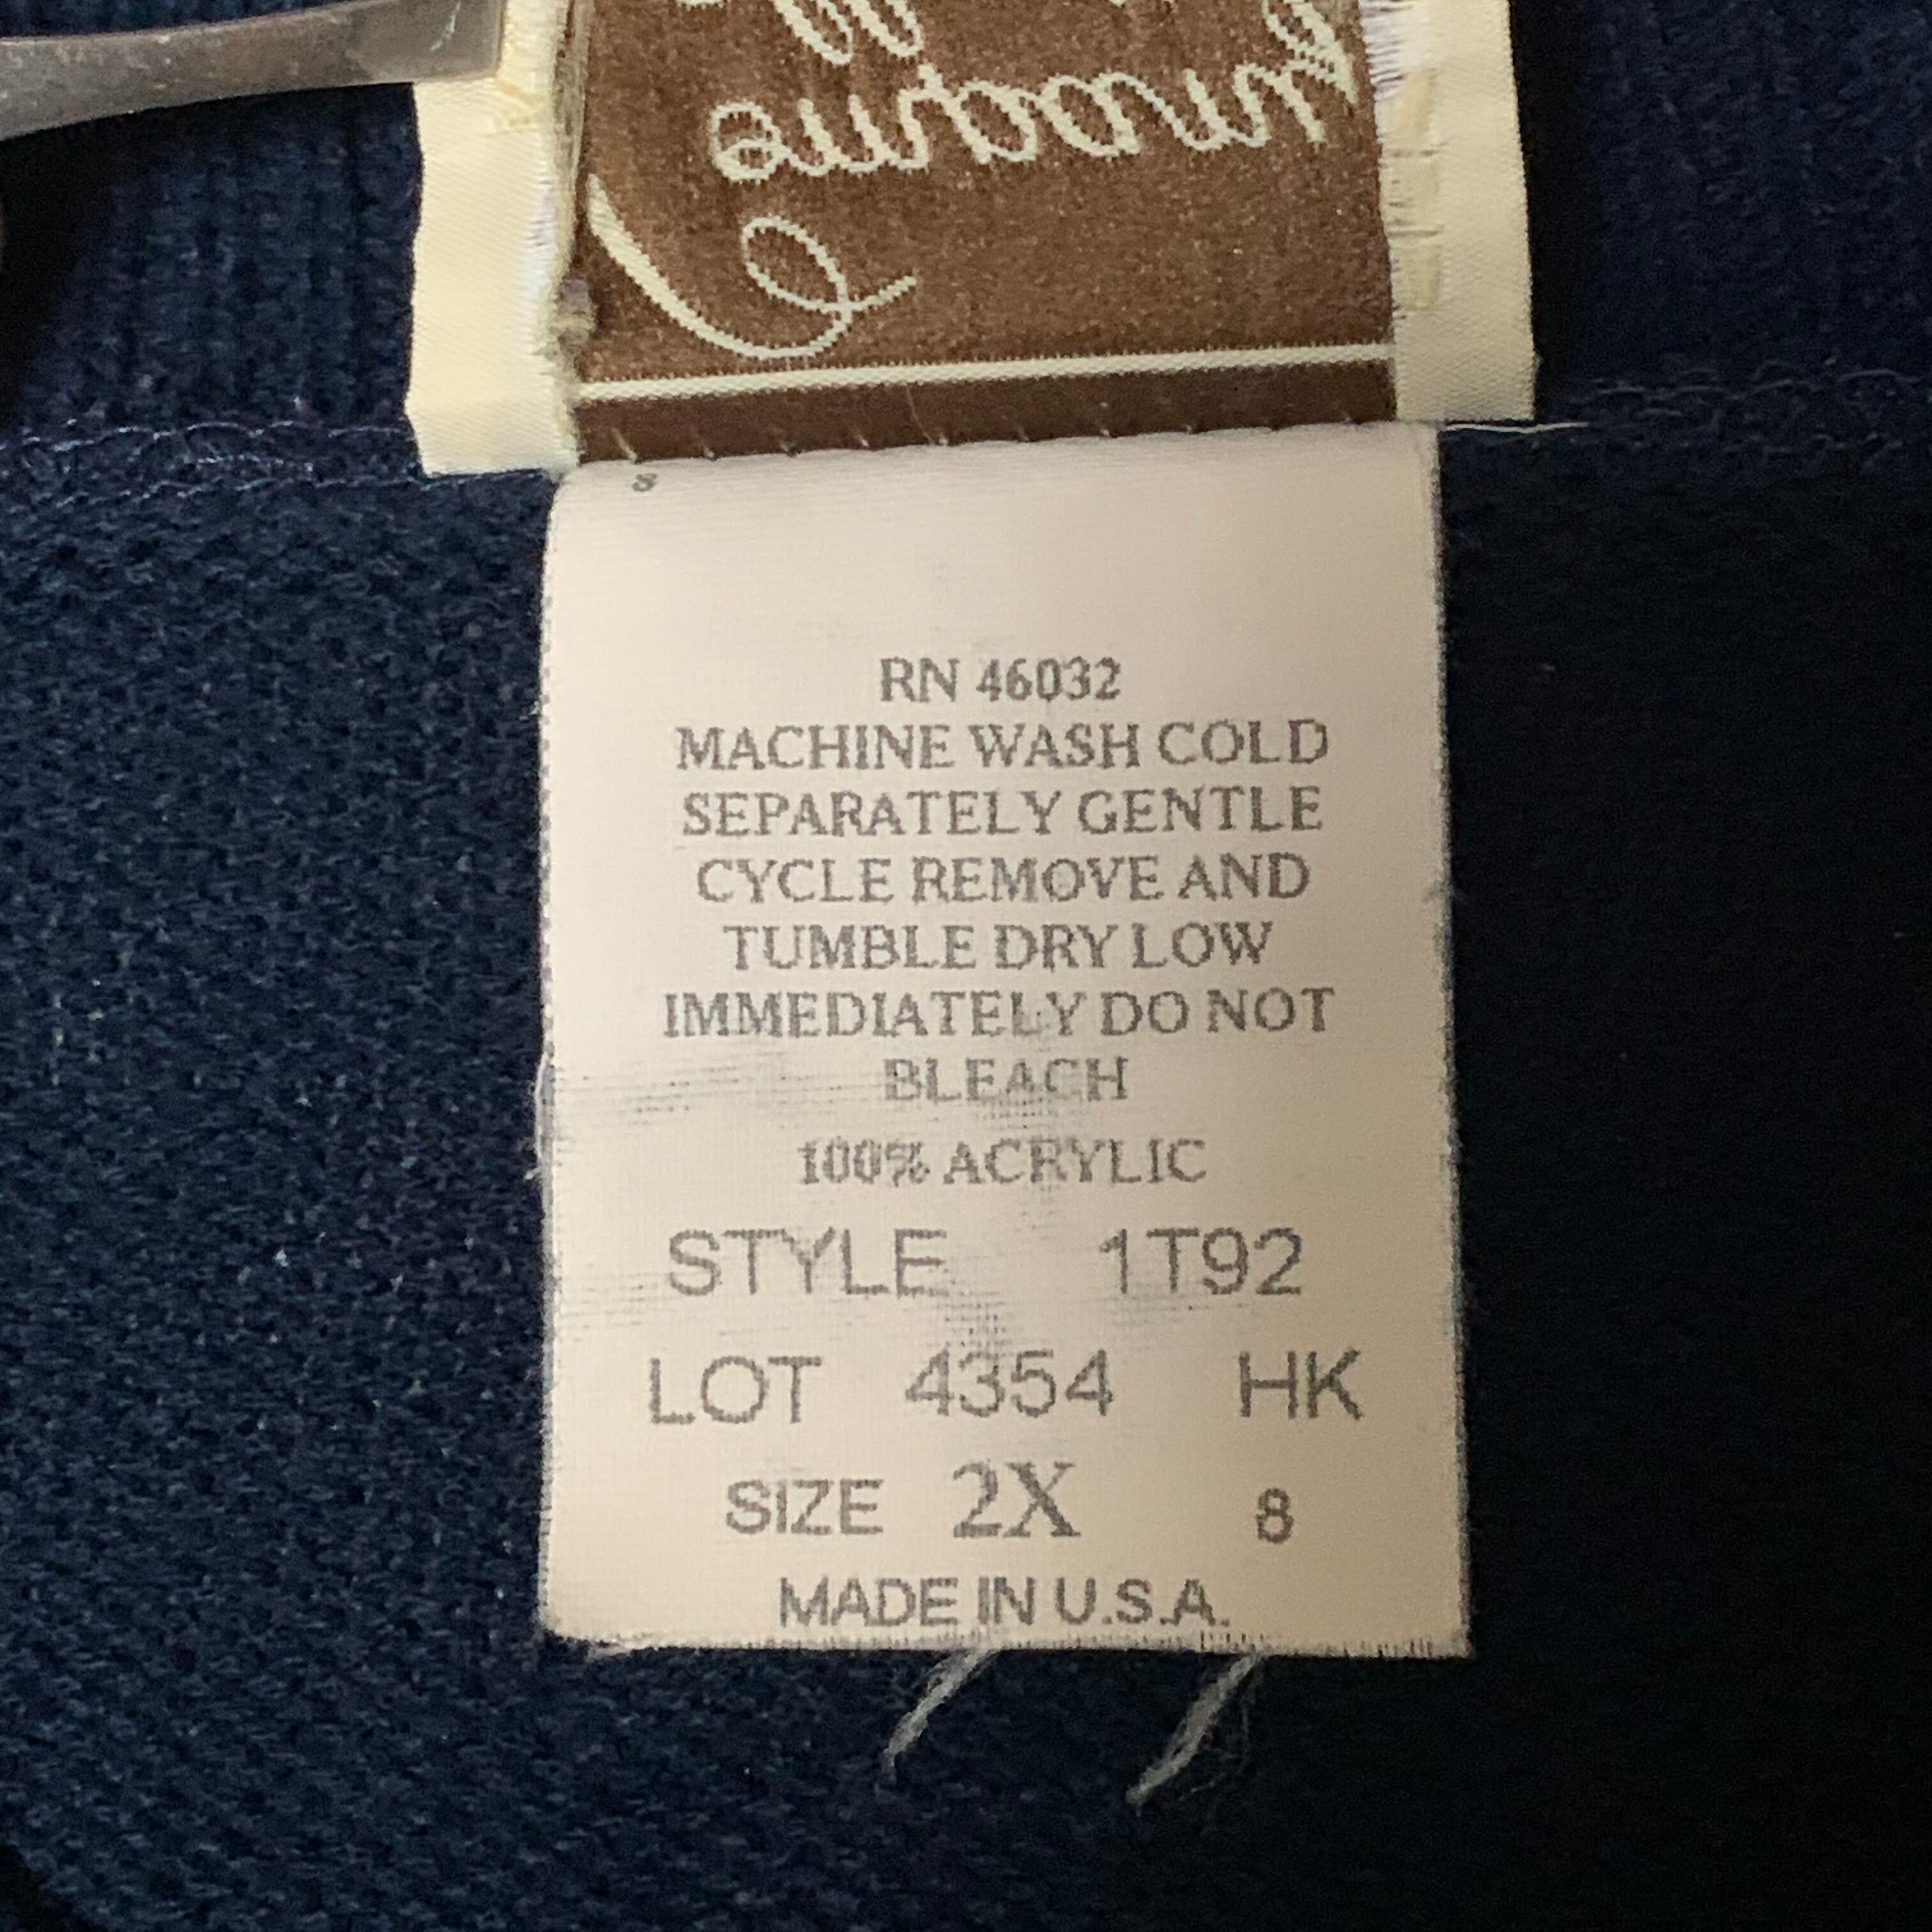 RN 46032
MACHINE WASH COLD
SEPARATELY GENTLE
CYCLE REMOVE AND
TUMBLE DRY LOW
IMMEDIATELY DO NOT
BLEACH
100% ACRYLIC
STYLE 1T92
LOT 4354 HK
SIZE 2X 8
MADE IN U.S.A.